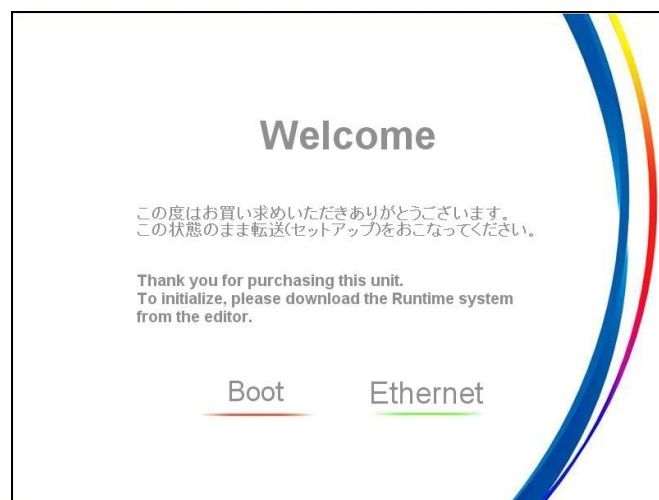 Welcome
この度はお買い求めいただきありがとうございます。
この状態のまま転送(セットアップ)をおこなってください。
Thank you for purchasing this unit.
To initialize, please download the Runtime system
from the editor.
Boot Ethernet